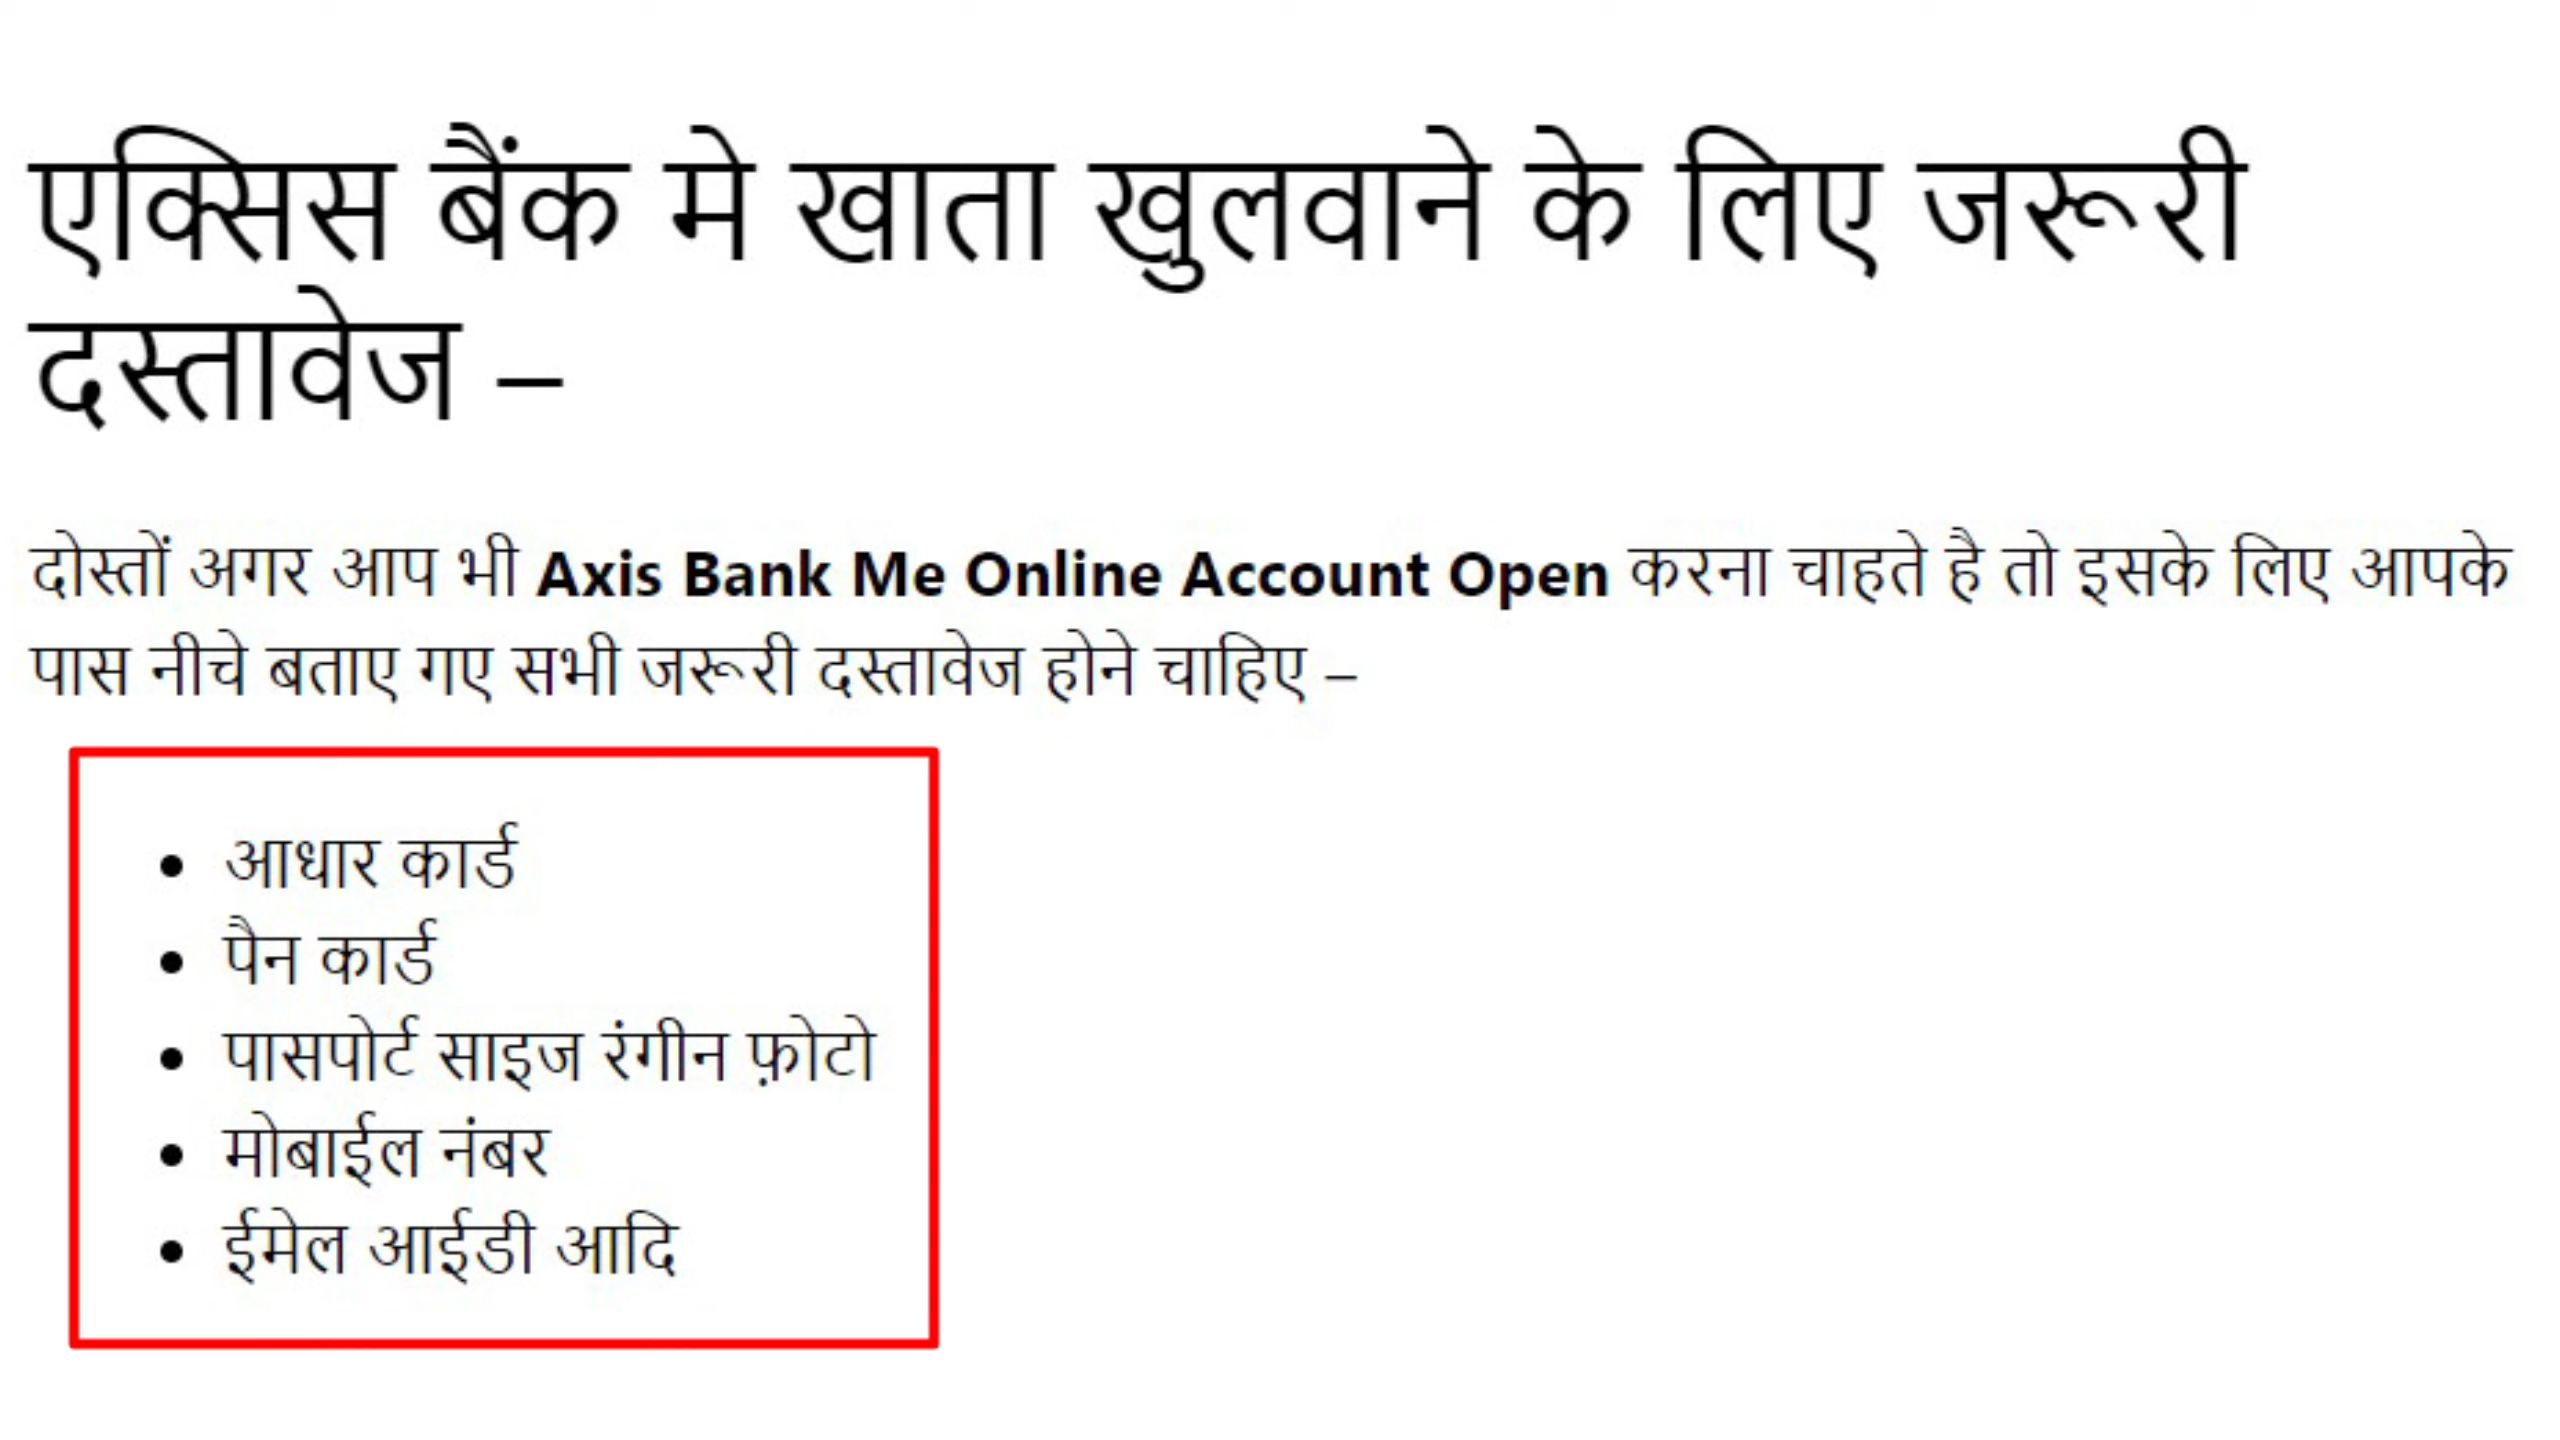 एक्सिस बैंक मे खाता खुलवाने के लिए जरूरी
दस्तावेज –
दोस्तों अगर आप भी Axis Bank Me Online Account Open करना चाहते है तो इसके लिए आपके
पास नीचे बताए गए सभी जरूरी दस्तावेज होने चाहिए –
• आधार कार्ड
• पैन कार्ड
• पासपोर्ट साइज रंगीन फ़ोटो
• मोबाईल नंबर
• ईमेल आईडी आदि